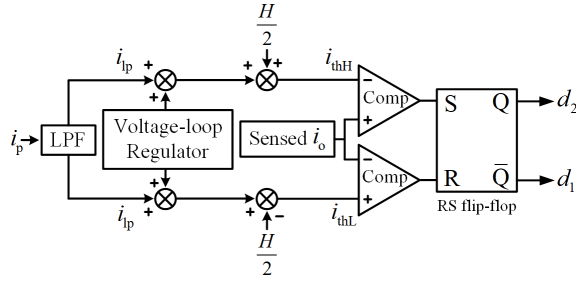 H
2
i_lp
+
+
+
+
i_thH
−
Comp
+
S
Q
d_2
i_p
LPF
Voltage-loop
Regulator
Sensed i_o
−
Comp
+
R
Q̅
d_1
RS flip-flop
i_lp
+
+
+
−
i_thL
H
2